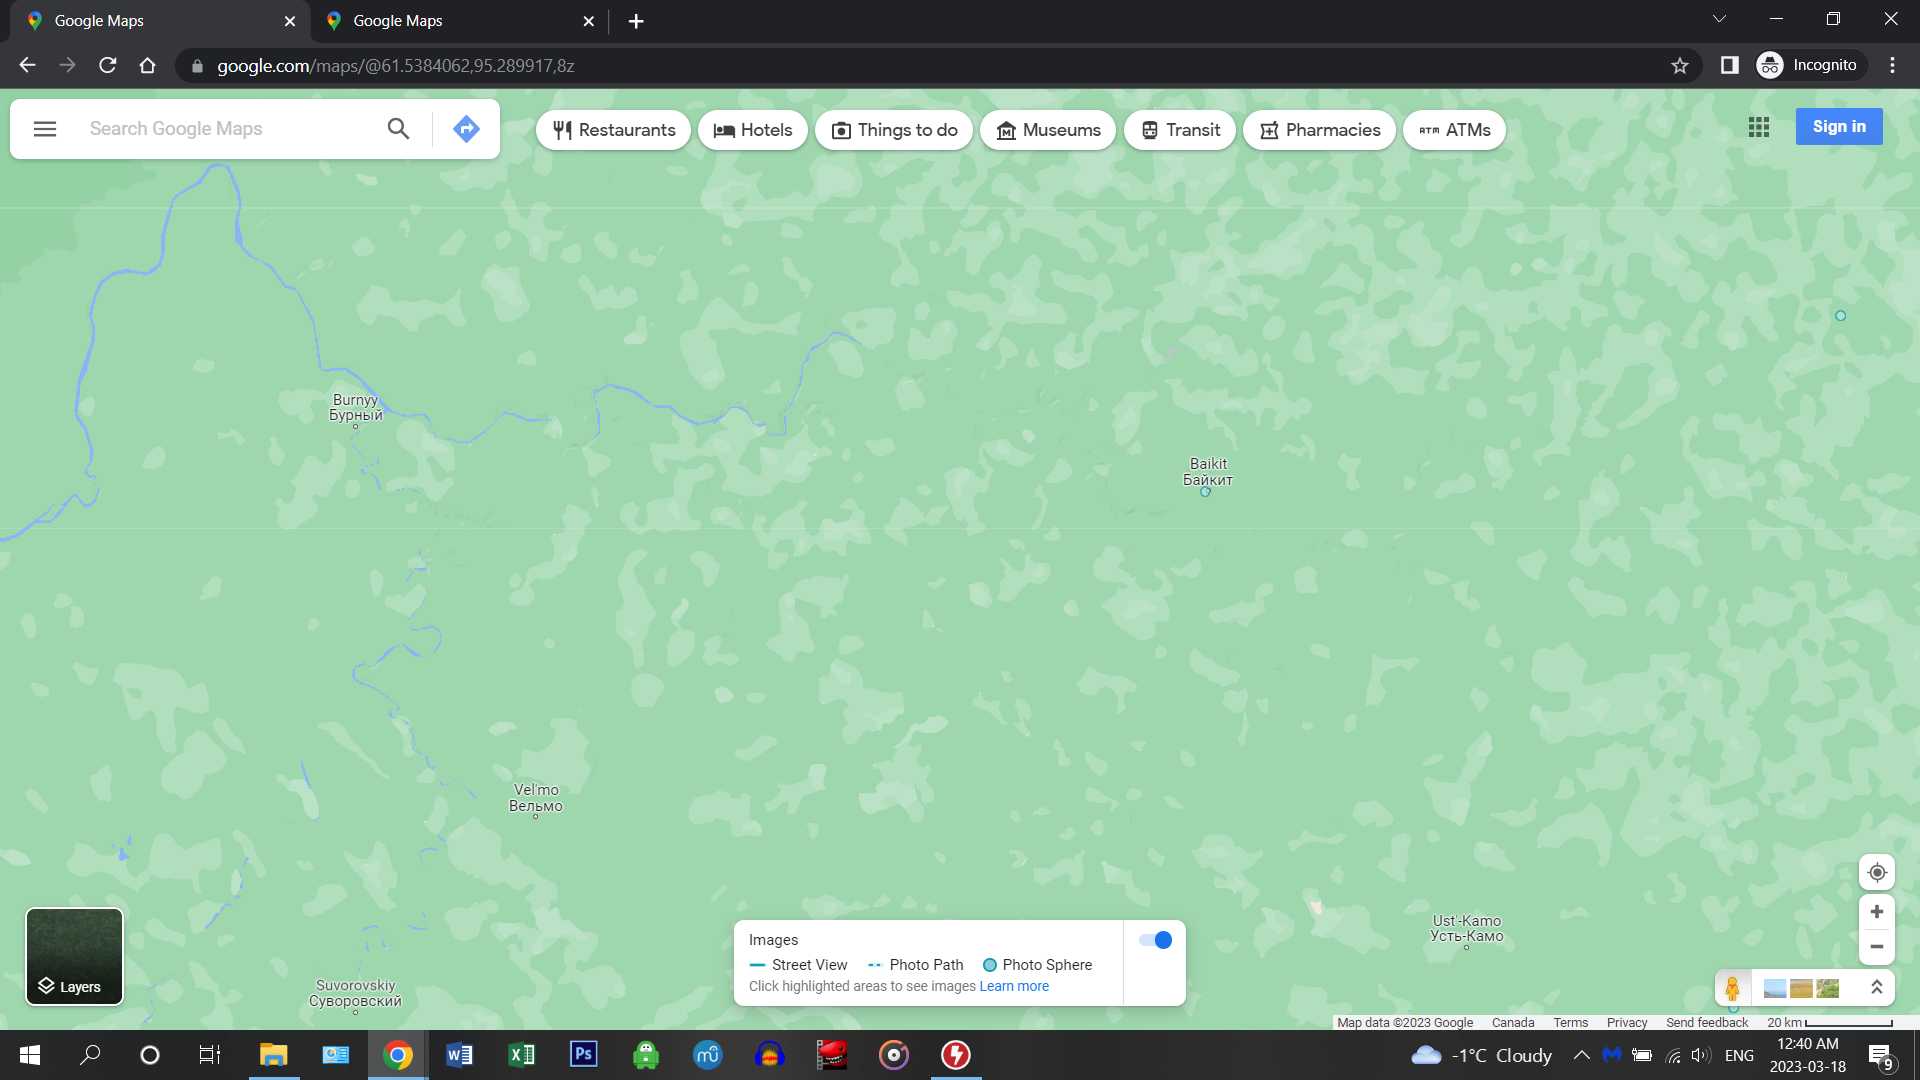 Google Maps
Google Maps
google.com/maps/@61.5384062,95.289917,8z
Incognito
Search Google Maps
Restaurants
Hotels
Things to do
Museums
Transit
Pharmacies
ATM ATMs
Sign in
Burnyy
Бурный
Baikit
Байкит
Vel'mo
Вельмо
Ust'-Kamo
Усть-Камо
Suvorovskiy
Суворовский
Layers
Images
Street View
Photo Path
Photo Sphere
Click highlighted areas to see images Learn more
Map data ©2023 Google
Canada
Terms
Privacy
Send feedback
20 km
W
X
Ps
mu
-1°C Cloudy
ENG
12:40 AM
2023-03-18
9